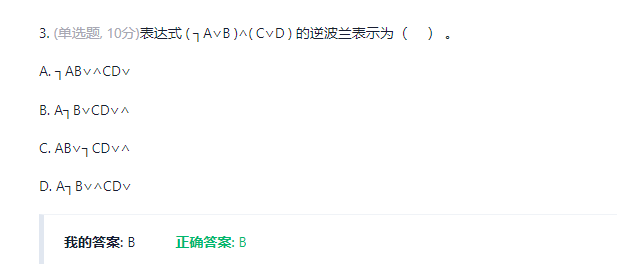 3. (单选题, 10分)表达式 (┐A∨B )∧( C∨D ) 的逆波兰表示为（ ） 。
A. ┐AB∨∧CD∨
B. A┐B∨CD∨∧
C. AB∨┐CD∨∧
D. A┐B∨∧CD∨
我的答案: B 正确答案: B